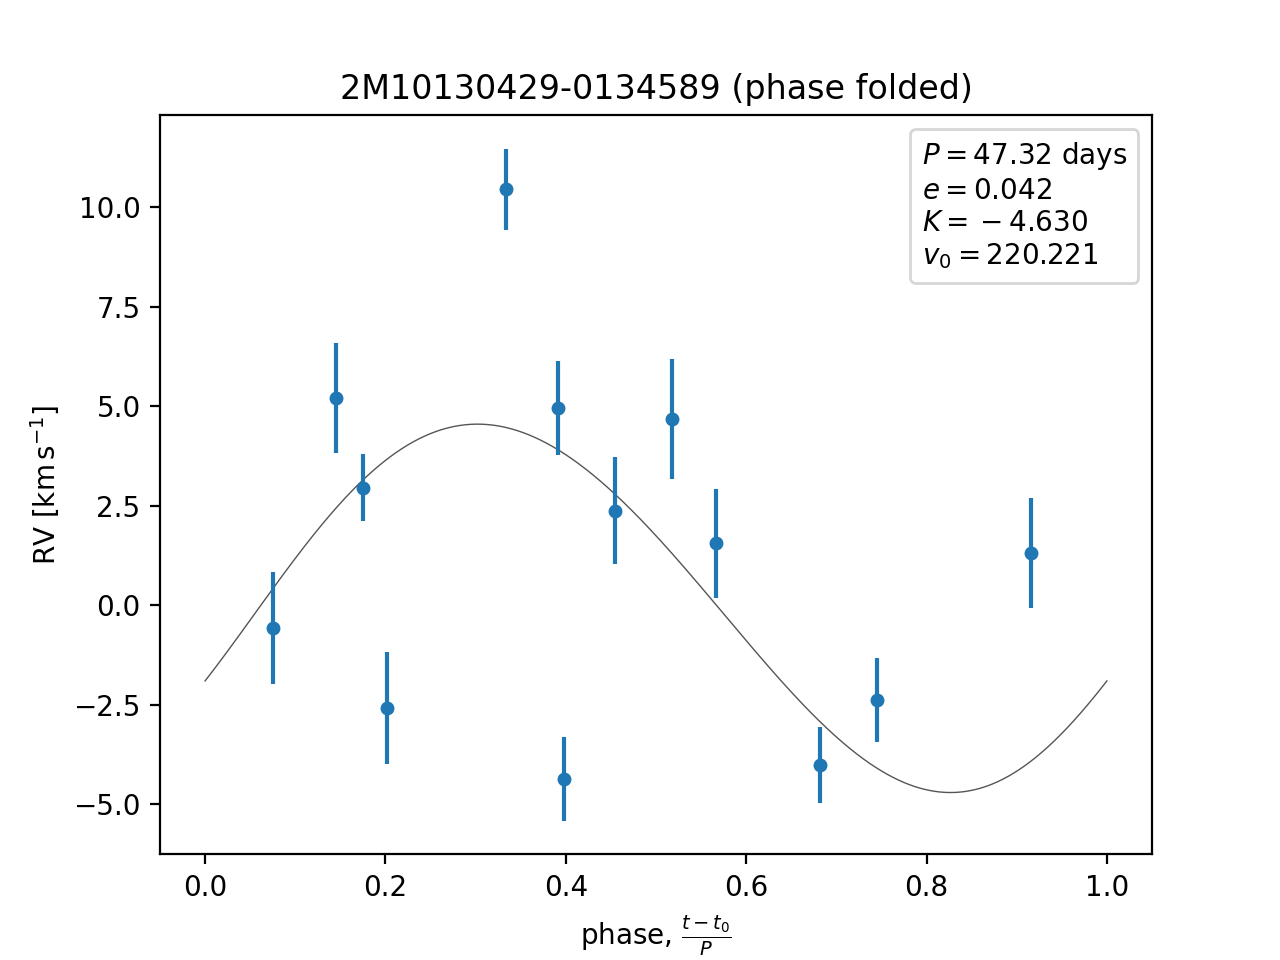 2M10130429-0134589 (phase folded)
P = 47.32 days
e = 0.042
K = −4.630
v₀ = 220.221
RV [km s⁻¹]
10.0
7.5
5.0
2.5
0.0
−2.5
−5.0
0.0 0.2 0.4 0.6 0.8 1.0
phase, (t − t₀)/P